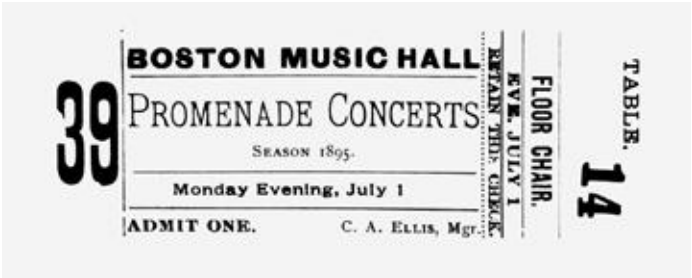 39
BOSTON MUSIC HALL
PROMENADE CONCERTS
SEASON 1895.
Monday Evening, July 1
ADMIT ONE.
C. A. ELLIS, Mgr.
RETAIN THIS CHECK.
EVE. JULY 1
FLOOR CHAIR.
TABLE.
14